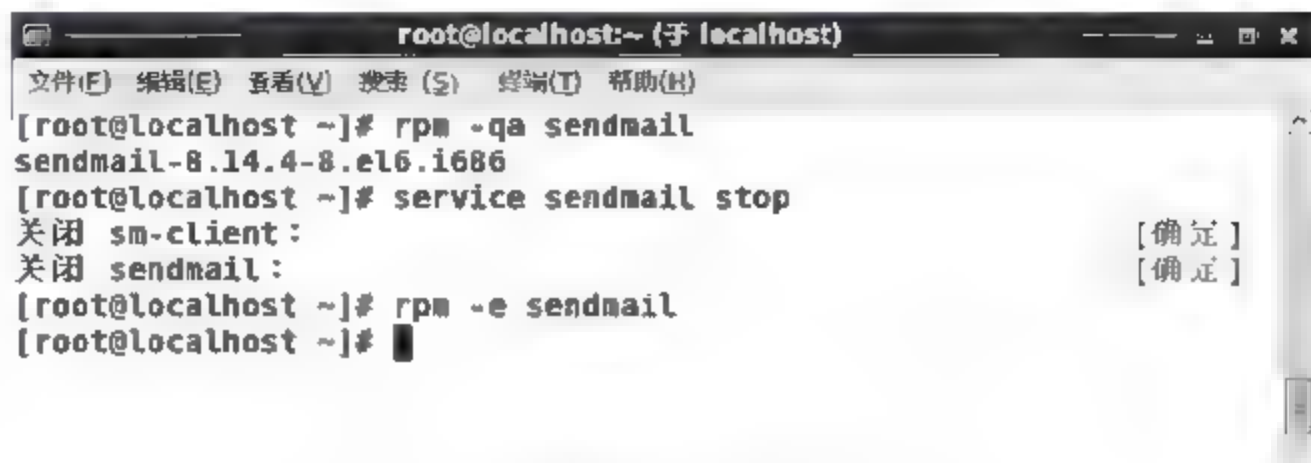 root@localhost:~ (于 localhost)
文件(F) 编辑(E) 查看(V) 搜索 (S) 终端(T) 帮助(H)
[root@localhost ~]# rpm -qa sendmail
sendmail-8.14.4-8.el6.i686
[root@localhost ~]# service sendmail stop
关闭 sm-client： [确定]
关闭 sendmail： [确定]
[root@localhost ~]# rpm -e sendmail
[root@localhost ~]#